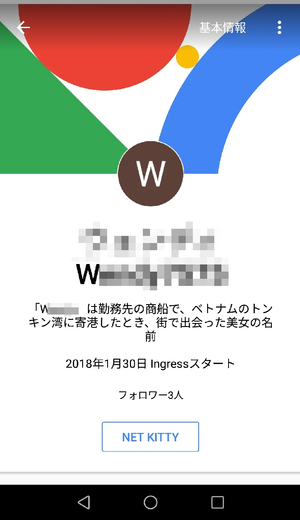 基本情報
W
W
「W は勤務先の商船で、ベトナムのトン
キン湾に寄港したとき、街で出会った美女の名
前
2018年1月30日 Ingressスタート
フォロワー3人
NET KITTY